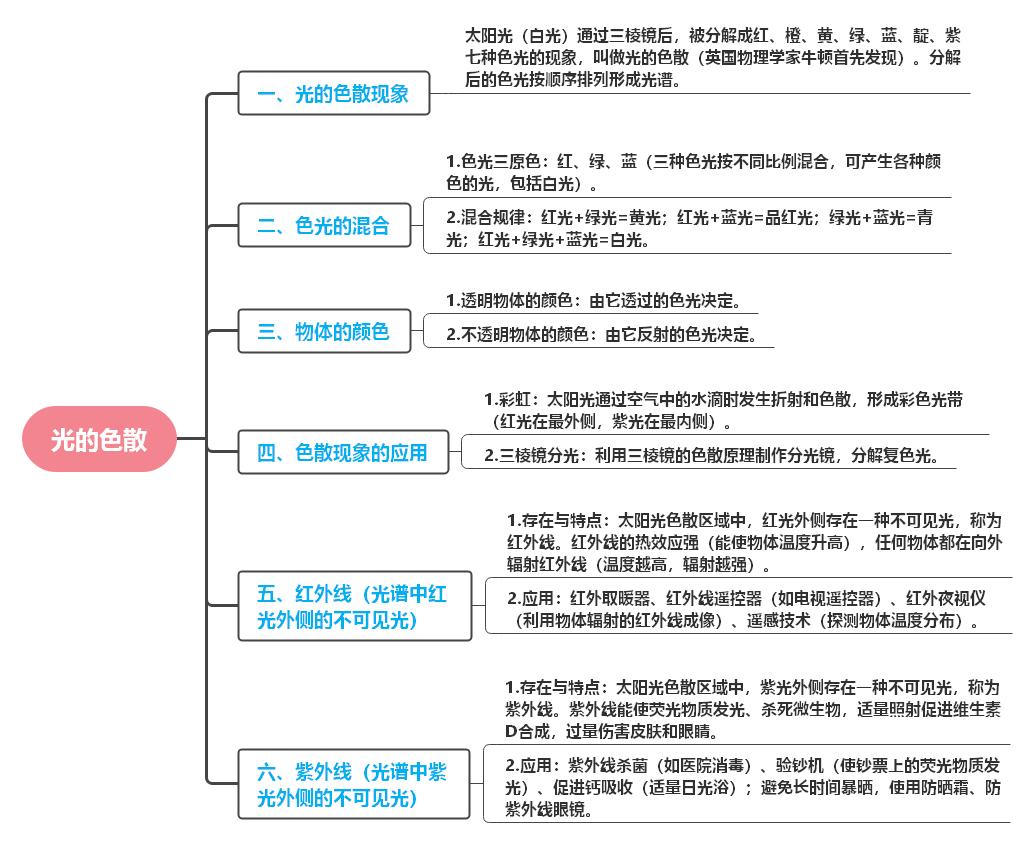 光的色散
一、光的色散现象
太阳光（白光）通过三棱镜后，被分解成红、橙、黄、绿、蓝、靛、紫
七种色光的现象，叫做光的色散（英国物理学家牛顿首先发现）。分解
后的色光按顺序排列形成光谱。
二、色光的混合
1.色光三原色：红、绿、蓝（三种色光按不同比例混合，可产生各种颜
色的光，包括白光）。
2.混合规律：红光+绿光=黄光；红光+蓝光=品红光；绿光+蓝光=青
光；红光+绿光+蓝光=白光。
三、物体的颜色
1.透明物体的颜色：由它透过的色光决定。
2.不透明物体的颜色：由它反射的色光决定。
四、色散现象的应用
1.彩虹：太阳光通过空气中的水滴时发生折射和色散，形成彩色光带
（红光在最外侧，紫光在最内侧）。
2.三棱镜分光：利用三棱镜的色散原理制作分光镜，分解复色光。
五、红外线（光谱中红
光外侧的不可见光）
1.存在与特点：太阳光色散区域中，红光外侧存在一种不可见光，称为
红外线。红外线的热效应强（能使物体温度升高），任何物体都在向外
辐射红外线（温度越高，辐射越强）。
2.应用：红外取暖器、红外线遥控器（如电视遥控器）、红外夜视仪
（利用物体辐射的红外线成像）、遥感技术（探测物体温度分布）。
六、紫外线（光谱中紫
光外侧的不可见光）
1.存在与特点：太阳光色散区域中，紫光外侧存在一种不可见光，称为
紫外线。紫外线能使荧光物质发光、杀死微生物，适量照射促进维生素
D合成，过量伤害皮肤和眼睛。
2.应用：紫外线杀菌（如医院消毒）、验钞机（使钞票上的荧光物质发
光）、促进钙吸收（适量日光浴）；避免长时间暴晒，使用防晒霜、防
紫外线眼镜。